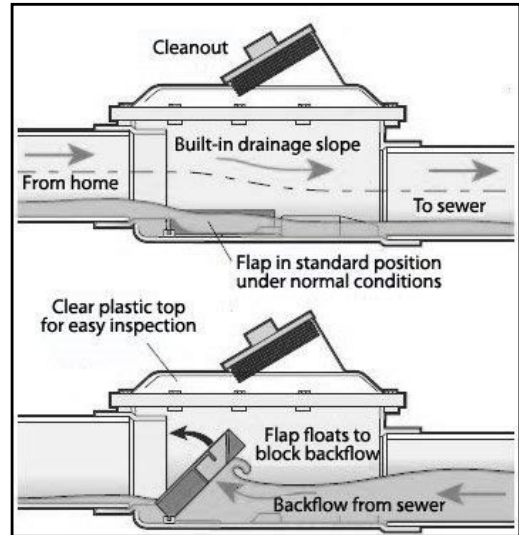 Cleanout
Built-in drainage slope
From home
To sewer
Flap in standard position
under normal conditions
Clear plastic top
for easy inspection
Flap floats to
block backflow
Backflow from sewer